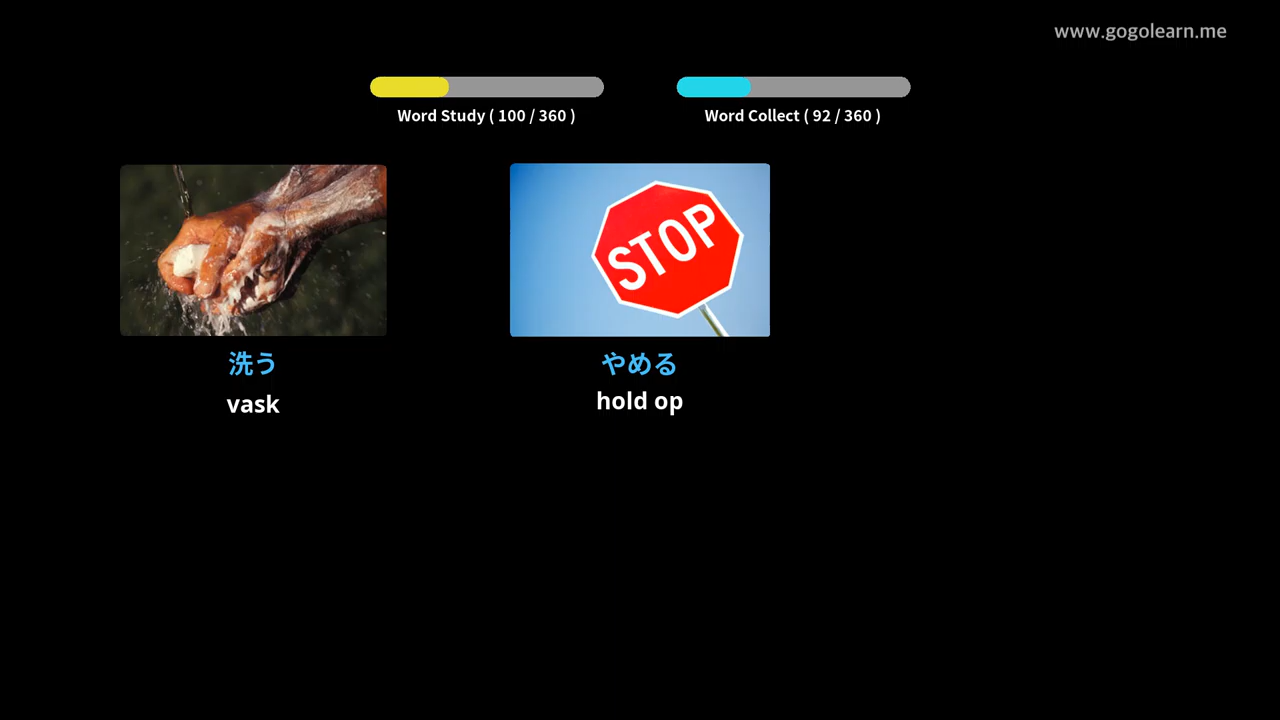 www.gogolearn.me
Word Study ( 100 / 360 )
Word Collect ( 92 / 360 )
STOP
洗う
やめる
vask
hold op